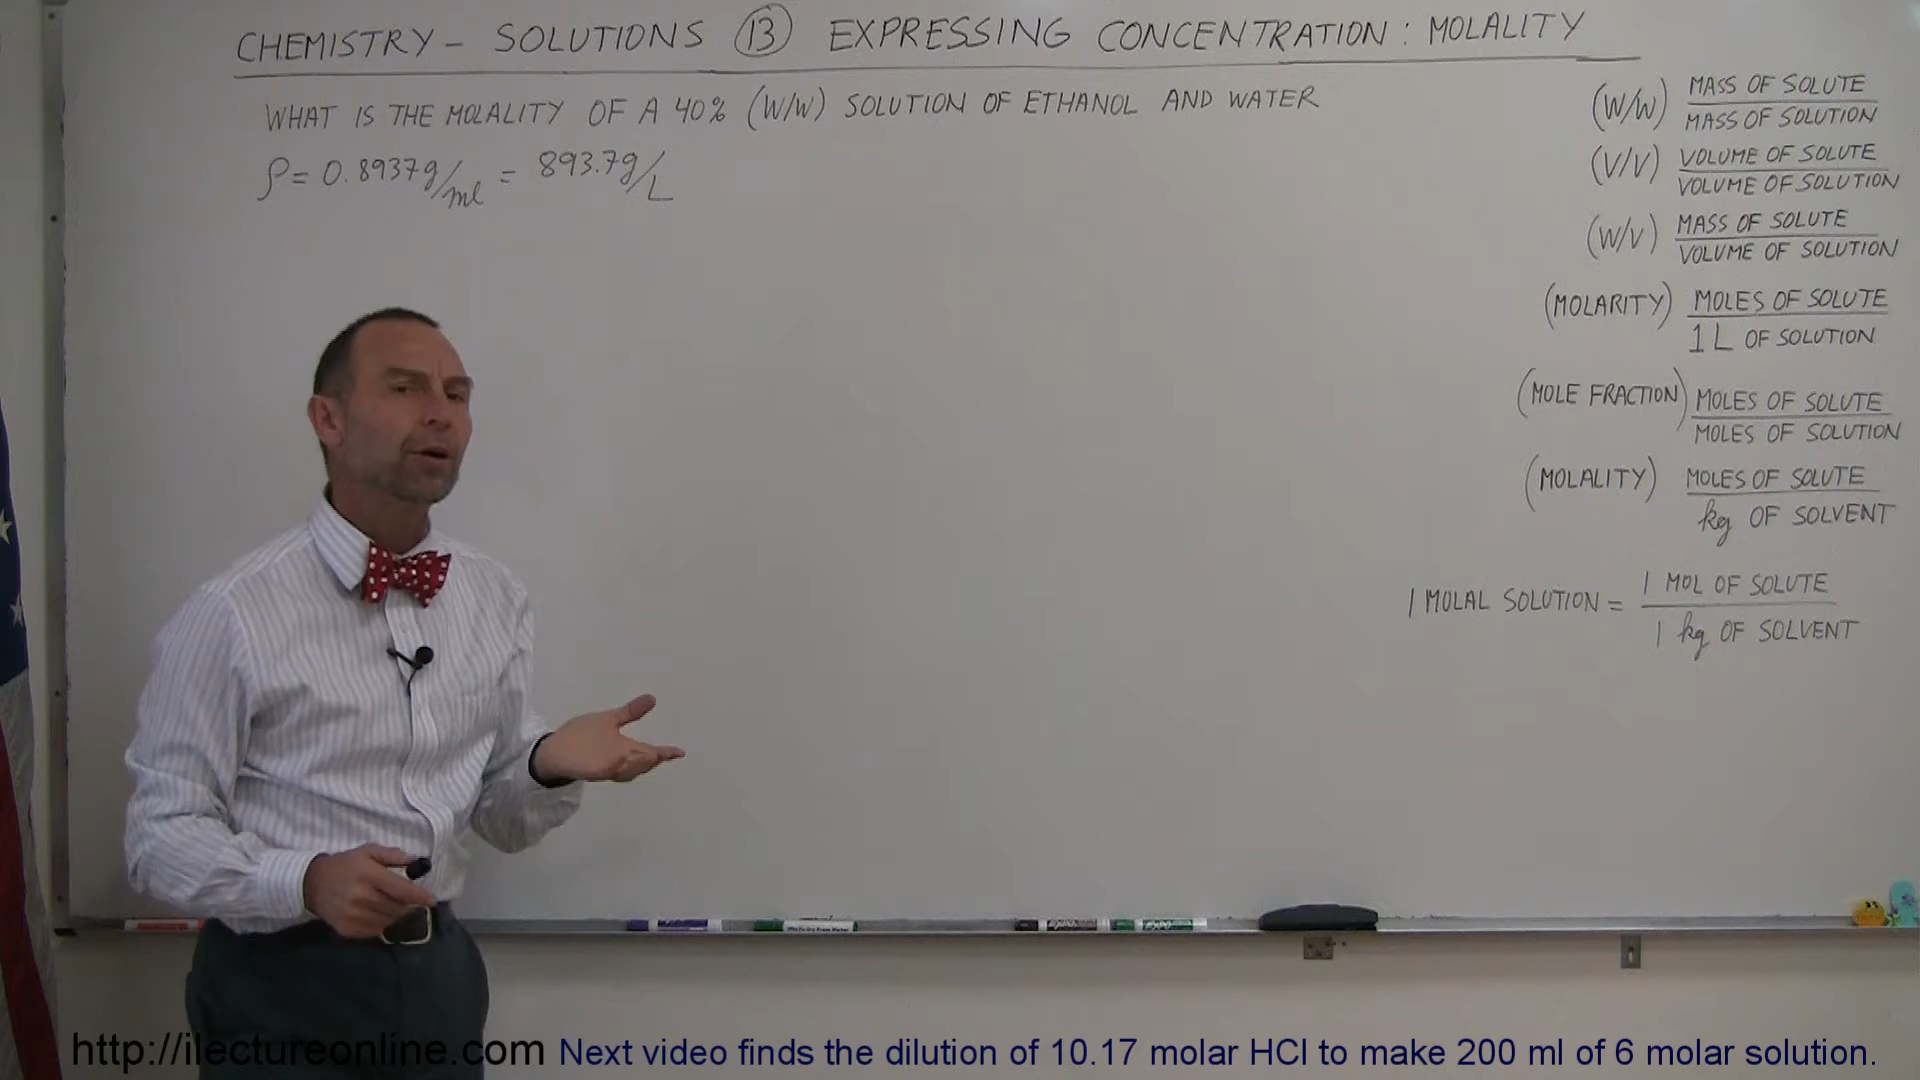 CHEMISTRY – SOLUTIONS 13 EXPRESSING CONCENTRATION: MOLALITY
WHAT IS THE MOLALITY OF A 40% (W/W) SOLUTION OF ETHANOL AND WATER
ρ = 0.8937g/ml = 893.7g/L
(W/W) MASS OF SOLUTE
MASS OF SOLUTION
(V/V) VOLUME OF SOLUTE
VOLUME OF SOLUTION
(W/V) MASS OF SOLUTE
VOLUME OF SOLUTION
(MOLARITY) MOLES OF SOLUTE
1 L OF SOLUTION
(MOLE FRACTION) MOLES OF SOLUTE
MOLES OF SOLUTION
(MOLALITY) MOLES OF SOLUTE
kg OF SOLVENT
1 MOLAL SOLUTION = 1 MOL OF SOLUTE
1 kg OF SOLVENT
http://ilectureonline.com Next video finds the dilution of 10.17 molar HCl to make 200 ml of 6 molar solution.